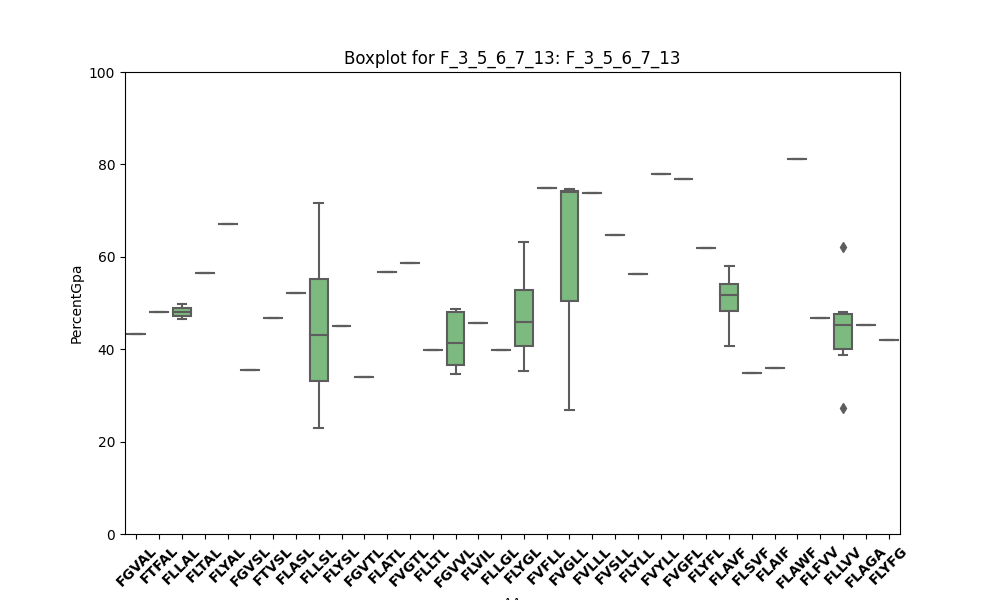 Boxplot for F_3_5_6_7_13: F_3_5_6_7_13
100
80
60
40
20
0
PercentGpa
FGVAL FTFAL FLLAL FLTAL FLYAL FGVSL FTVSL FLASL FLLSL FLYSL FGVTL FLATL FVGTL FLLTL FGVVL FLVIL FLLGL FLYGL FVFLL FVGLL FVLLL FVSLL FLYLL FVYLL FVGFL FLYFL FLAVF FLSVF FLAIF FLAWF FLFVV FLLVV FLAGA FLYFG